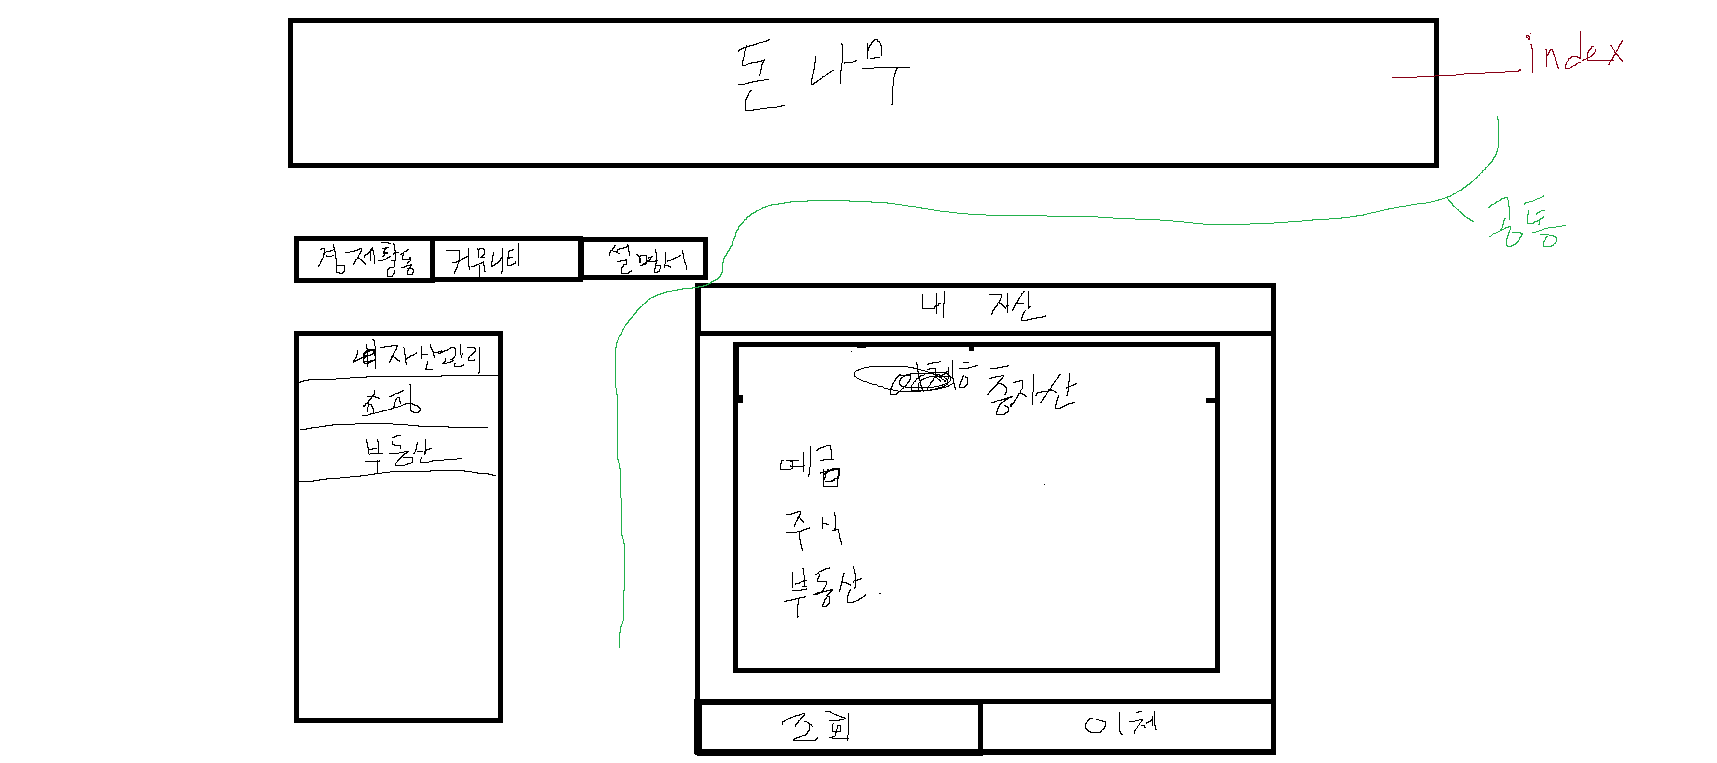 돈 나무
index
공통
경제활동 커뮤니티 설명서
내 자산
내자산관리
쇼핑
부동산
총자산
예금
주식
부동산.
조회 이체